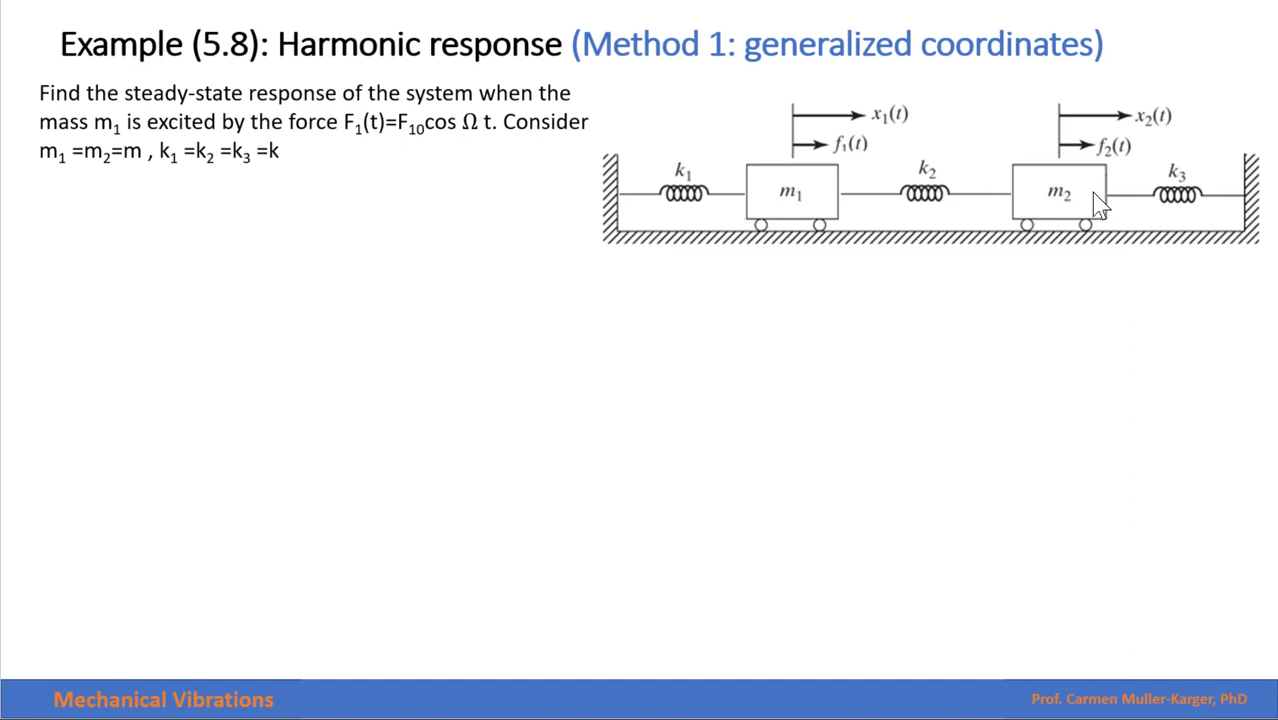 Example (5.8): Harmonic response (Method 1: generalized coordinates)
Find the steady-state response of the system when the
mass m₁ is excited by the force F₁(t)=F₁₀cos Ω t. Consider
m₁ =m₂=m , k₁ =k₂ =k₃ =k
x₁(t)
x₂(t)
f₁(t)
f₂(t)
k₁
k₂
k₃
m₁
m₂
Mechanical Vibrations
Prof. Carmen Muller-Karger, PhD